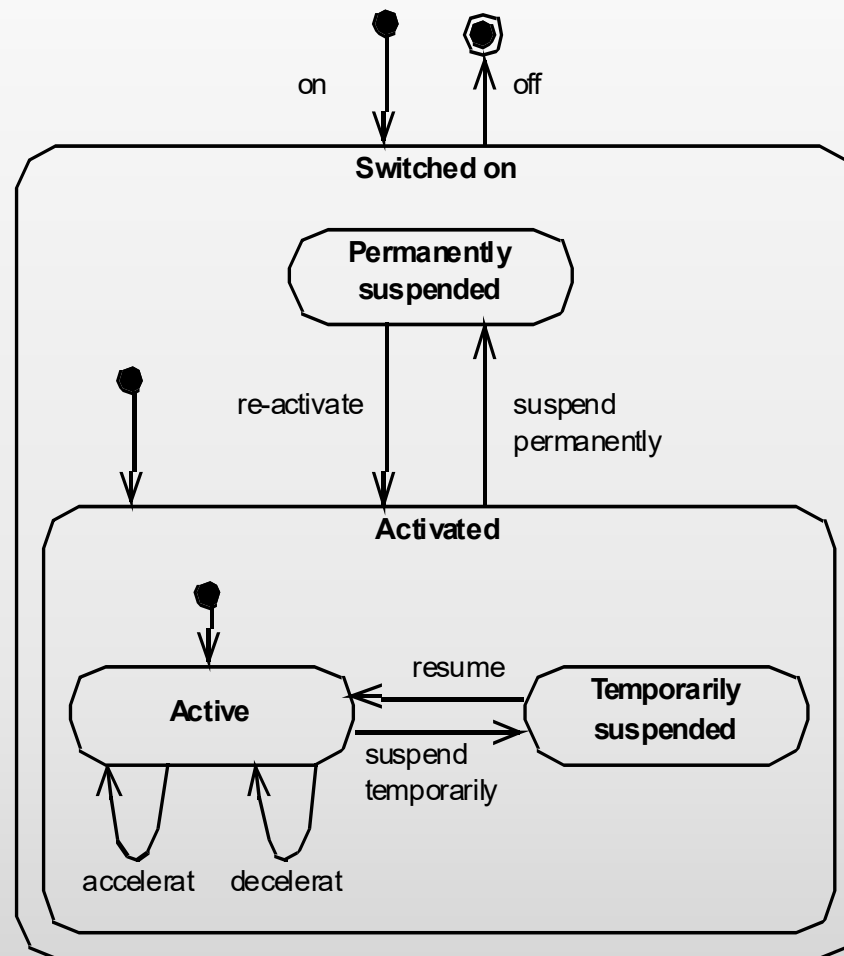 on
off
Switched on
Permanently
suspended
re-activate
suspend
permanently
Activated
resume
Active
Temporarily
suspended
suspend
temporarily
accelerat
decelerat